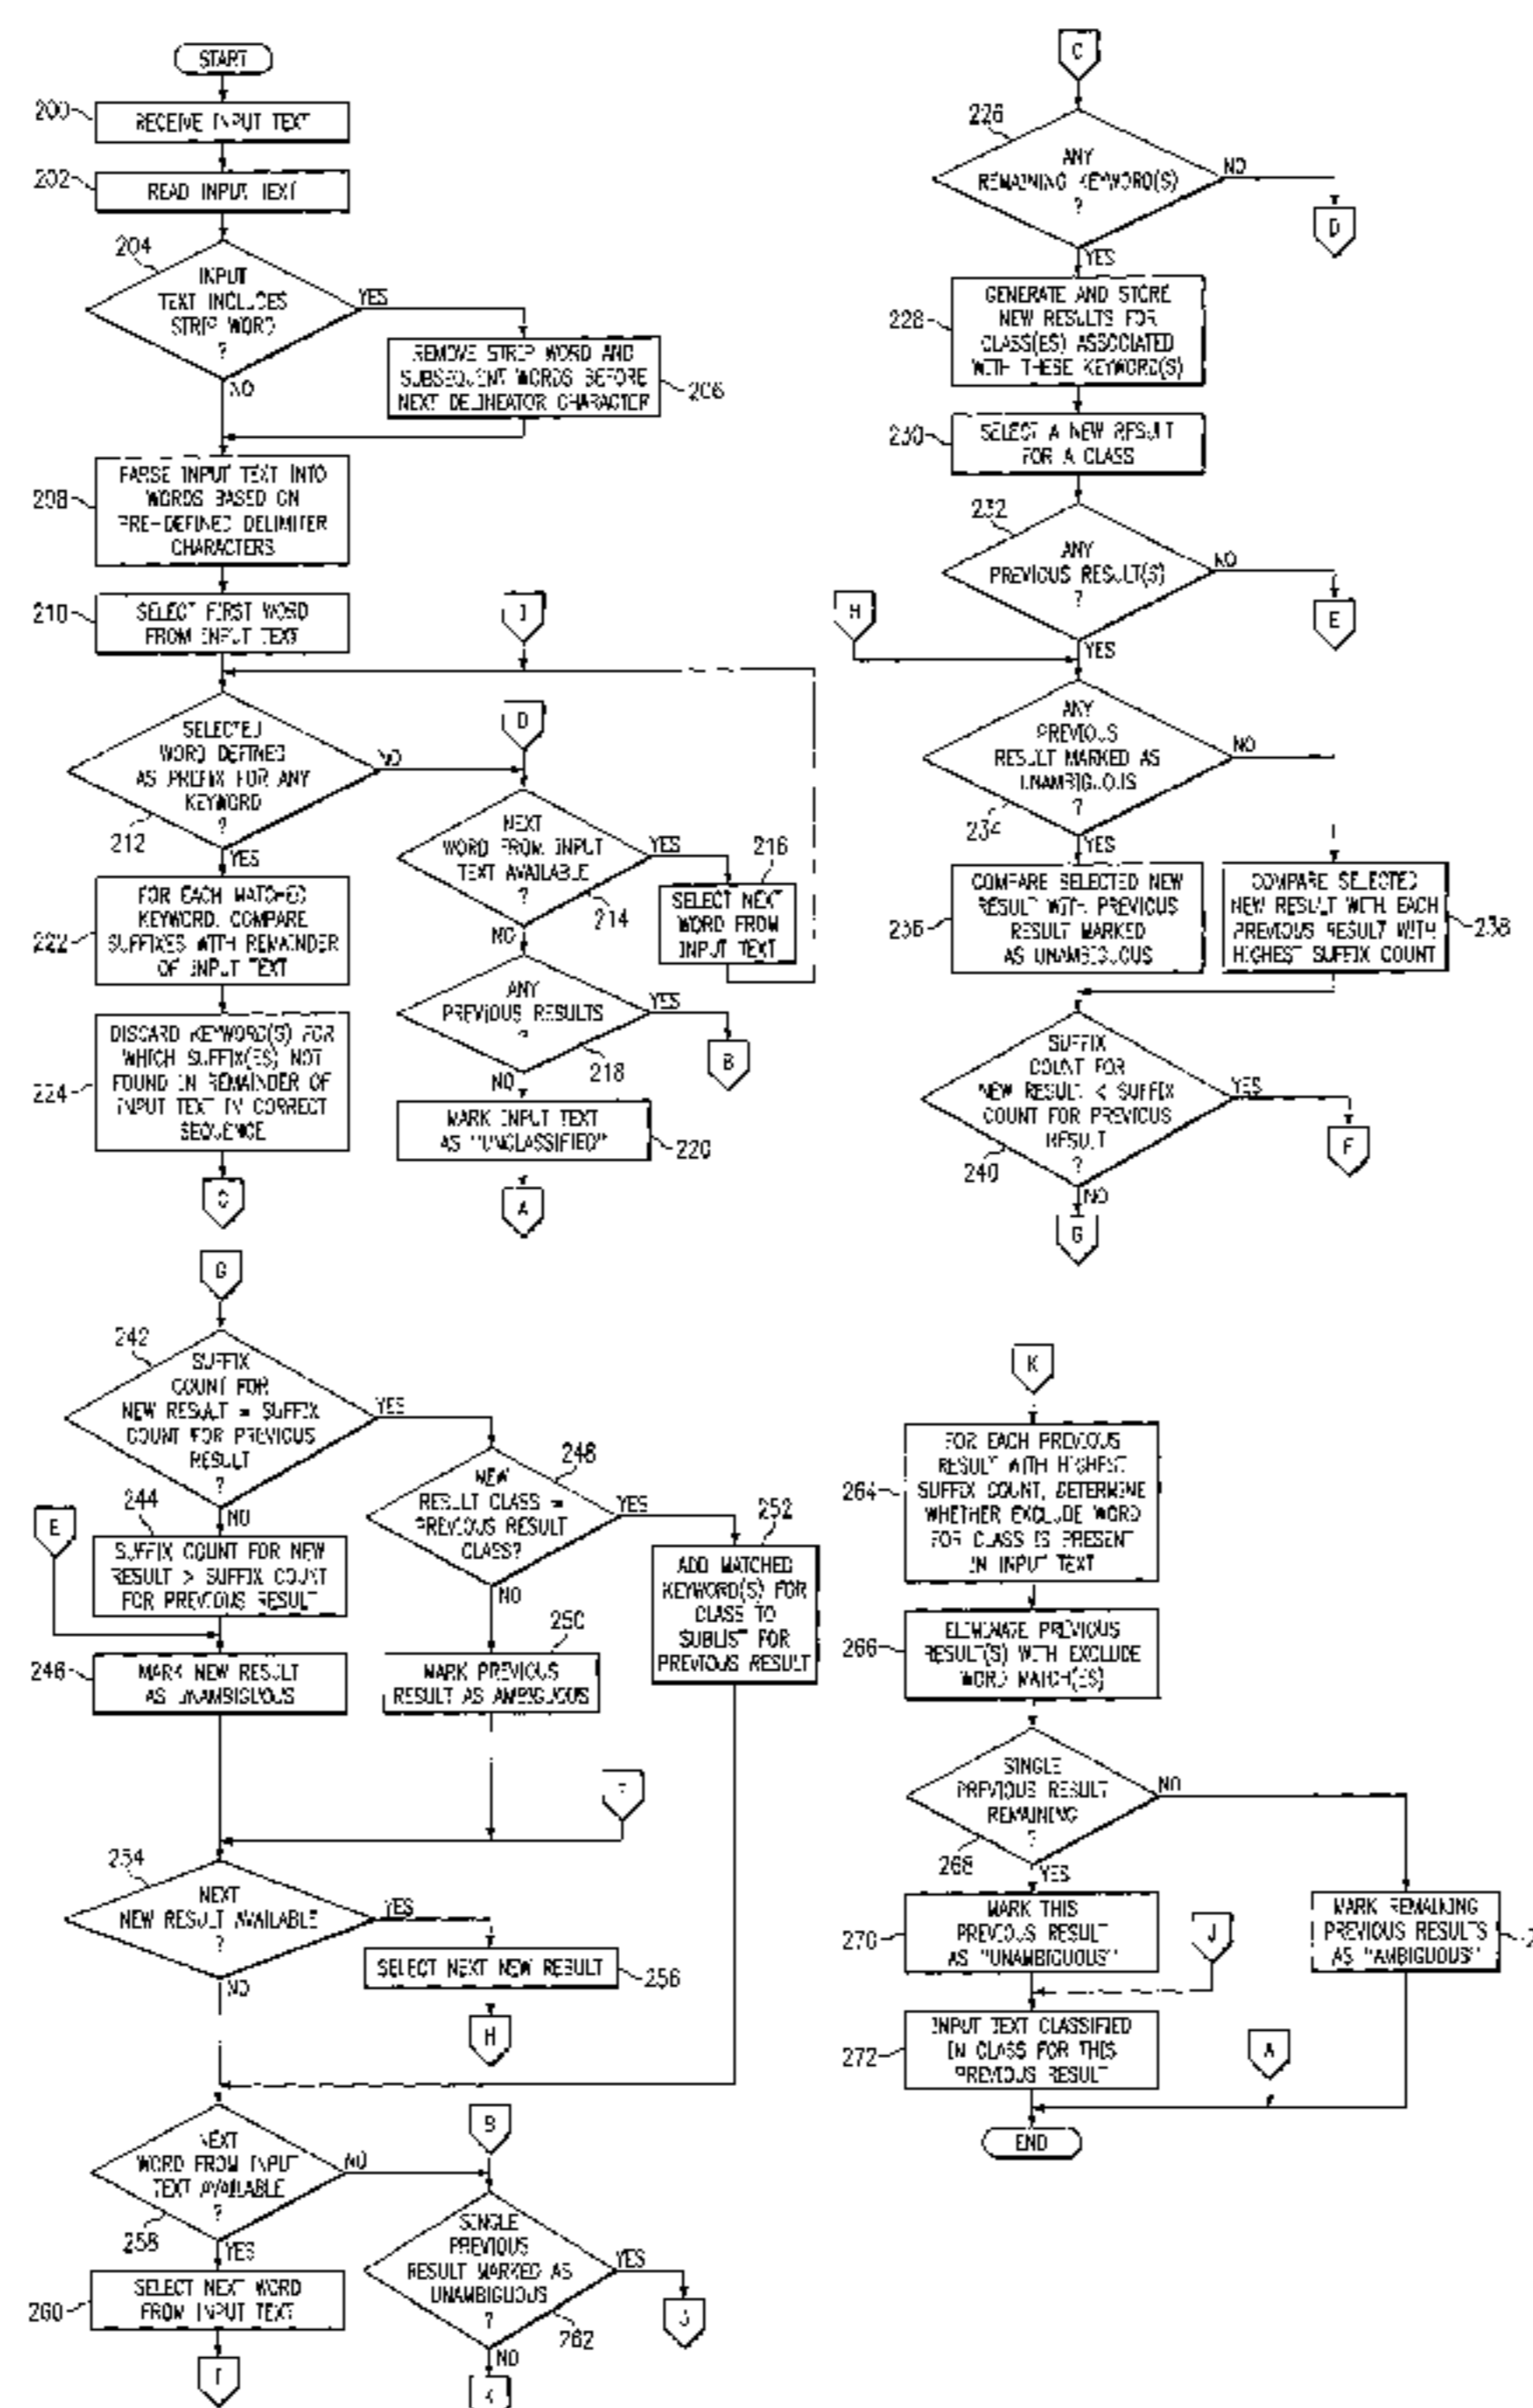 START
200
RECEIVE INPUT TEXT
202
READ INPUT TEXT
204
INPUT
TEXT INCLUDES
STRIP WORD
?
YES
NO
REMOVE STRIP WORD AND
SUBSEQUENT WORDS BEFORE
NEXT DELINEATOR CHARACTER
206
208
PARSE INPUT TEXT INTO
WORDS BASED ON
PRE-DEFINED DELIMITER
CHARACTERS
210
SELECT FIRST WORD
FROM INPUT TEXT
I
SELECTED
WORD DEFINED
AS PREFIX FOR ANY
KEYWORD
?
212
NO
YES
D
NEXT
WORD FROM INPUT
TEXT AVAILABLE
?
214
YES
NO
216
SELECT NEXT
WORD FROM
INPUT TEXT
222
FOR EACH MATCHED
KEYWORD, COMPARE
SUFFIXES WITH REMAINDER
OF INPUT TEXT
ANY
PREVIOUS RESULTS
?
218
YES
NO
B
224
DISCARD KEYWORD(S) FOR
WHICH SUFFIX(ES) NOT
FOUND IN REMAINDER OF
INPUT TEXT IN CORRECT
SEQUENCE
MARK INPUT TEXT
AS "UNCLASSIFIED"
220
C
A
C
226
ANY
REMAINING KEYWORD(S)
?
NO
YES
D
228
GENERATE AND STORE
NEW RESULTS FOR
CLASS(ES) ASSOCIATED
WITH THESE KEYWORD(S)
230
SELECT A NEW RESULT
FOR A CLASS
232
ANY
PREVIOUS RESULT(S)
?
NO
YES
E
H
ANY
PREVIOUS
RESULT MARKED AS
UNAMBIGUOUS
?
234
NO
YES
236
COMPARE SELECTED NEW
RESULT WITH PREVIOUS
RESULT MARKED
AS UNAMBIGUOUS
COMPARE SELECTED
NEW RESULT WITH EACH
PREVIOUS RESULT WITH
HIGHEST SUFFIX COUNT
238
SUFFIX
COUNT FOR
NEW RESULT < SUFFIX
COUNT FOR PREVIOUS
RESULT
?
240
YES
NO
F
G
G
242
SUFFIX
COUNT FOR
NEW RESULT = SUFFIX
COUNT FOR PREVIOUS
RESULT
?
YES
NO
E
244
SUFFIX COUNT FOR NEW
RESULT > SUFFIX COUNT
FOR PREVIOUS RESULT
248
NEW
RESULT CLASS =
PREVIOUS RESULT
CLASS?
YES
NO
252
ADD MATCHED
KEYWORD(S) FOR
CLASS TO
SUBLIST FOR
PREVIOUS RESULT
246
MARK NEW RESULT
AS UNAMBIGUOUS
250
MARK PREVIOUS
RESULT AS AMBIGUOUS
254
NEXT
NEW RESULT AVAILABLE
?
YES
NO
SELECT NEXT NEW RESULT
256
H
NEXT
WORD FROM INPUT
TEXT AVAILABLE
?
258
NO
YES
B
260
SELECT NEXT WORD
FROM INPUT TEXT
I
SINGLE
PREVIOUS
RESULT MARKED AS
UNAMBIGUOUS
?
262
YES
NO
J
K
K
264
FOR EACH PREVIOUS
RESULT WITH HIGHEST
SUFFIX COUNT, DETERMINE
WHETHER EXCLUDE WORD
FOR CLASS IS PRESENT
IN INPUT TEXT
266
ELIMINATE PREVIOUS
RESULT(S) WITH EXCLUDE
WORD MATCH(ES)
SINGLE
PREVIOUS RESULT
REMAINING
?
268
NO
YES
270
MARK THIS
PREVIOUS RESULT
AS "UNAMBIGUOUS"
J
MARK REMAINING
PREVIOUS RESULTS
AS "AMBIGUOUS"
272
INPUT TEXT CLASSIFIED
IN CLASS FOR THIS
PREVIOUS RESULT
A
END